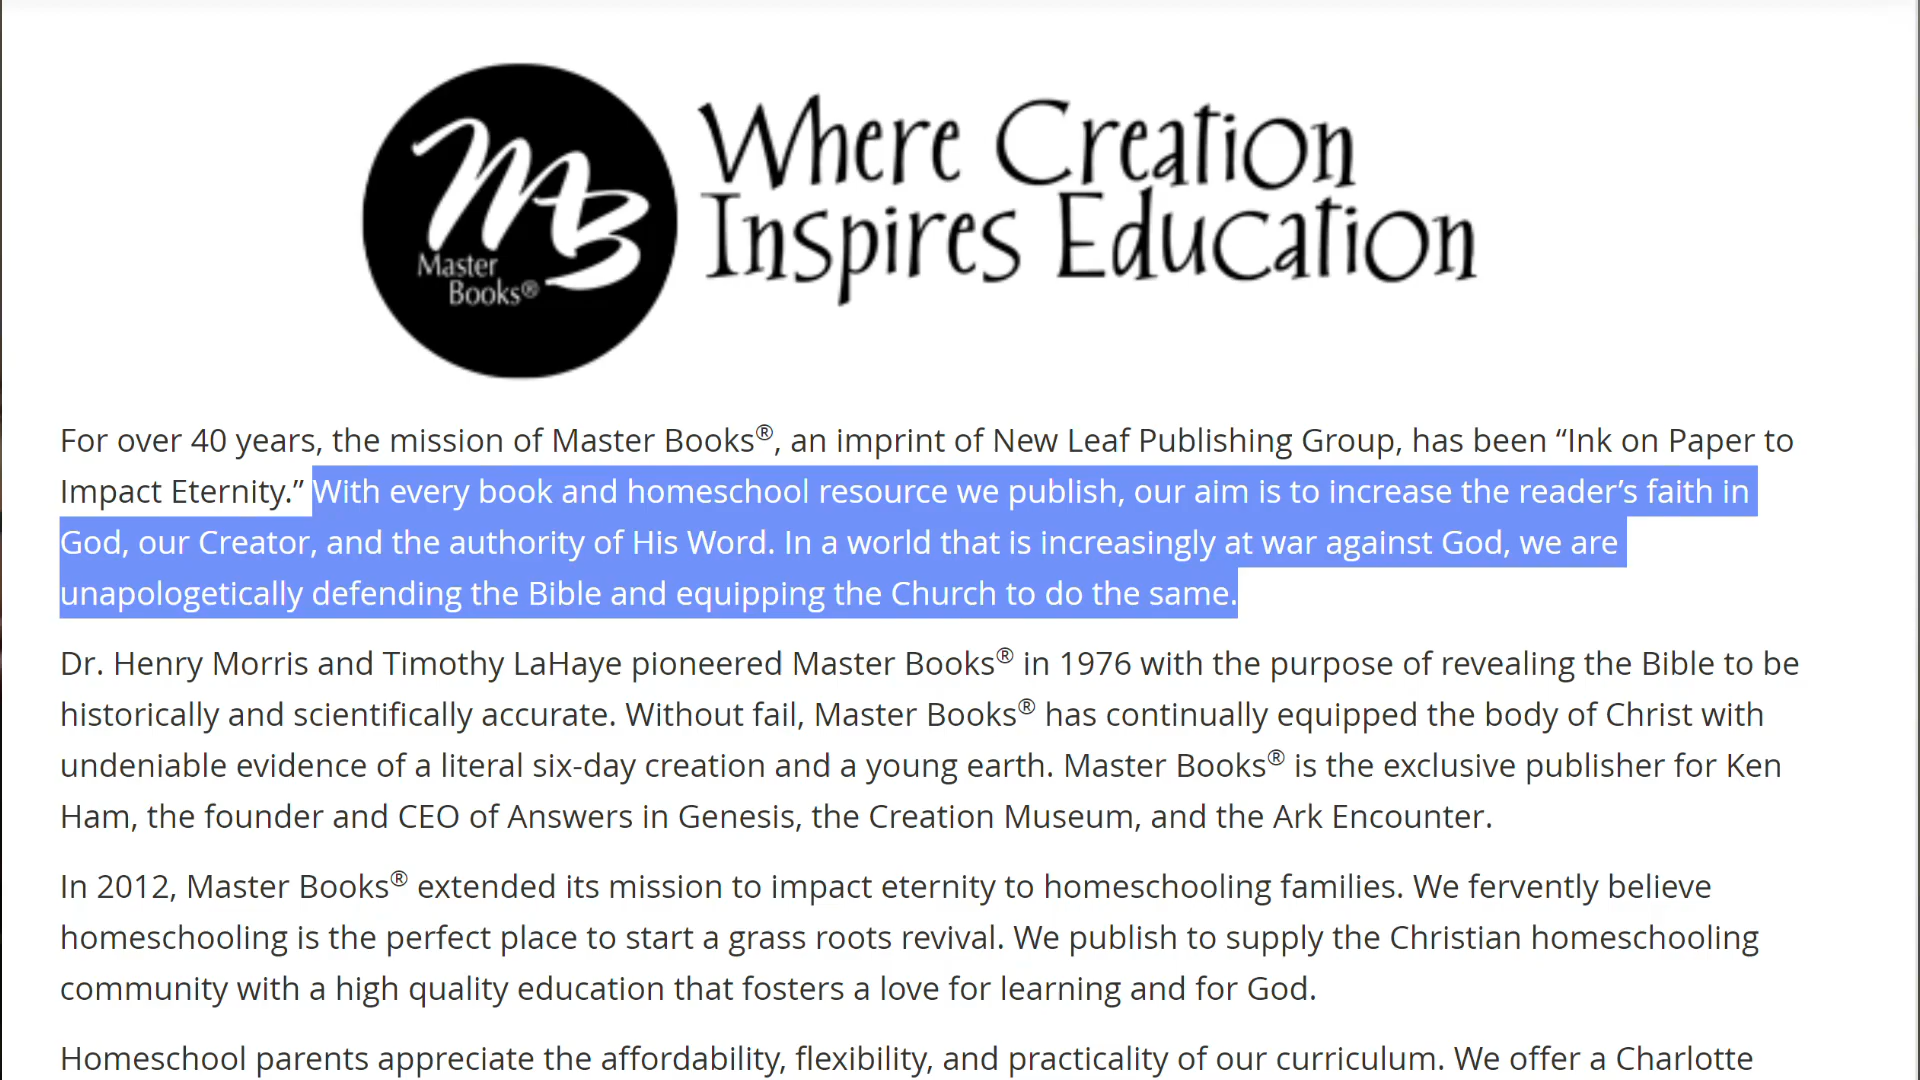 MB
Master
Books®
Where Creation
Inspires Education
For over 40 years, the mission of Master Books®, an imprint of New Leaf Publishing Group, has been “Ink on Paper to
Impact Eternity.” With every book and homeschool resource we publish, our aim is to increase the reader’s faith in
God, our Creator, and the authority of His Word. In a world that is increasingly at war against God, we are
unapologetically defending the Bible and equipping the Church to do the same.
Dr. Henry Morris and Timothy LaHaye pioneered Master Books® in 1976 with the purpose of revealing the Bible to be
historically and scientifically accurate. Without fail, Master Books® has continually equipped the body of Christ with
undeniable evidence of a literal six-day creation and a young earth. Master Books® is the exclusive publisher for Ken
Ham, the founder and CEO of Answers in Genesis, the Creation Museum, and the Ark Encounter.
In 2012, Master Books® extended its mission to impact eternity to homeschooling families. We fervently believe
homeschooling is the perfect place to start a grass roots revival. We publish to supply the Christian homeschooling
community with a high quality education that fosters a love for learning and for God.
Homeschool parents appreciate the affordability, flexibility, and practicality of our curriculum. We offer a Charlotte